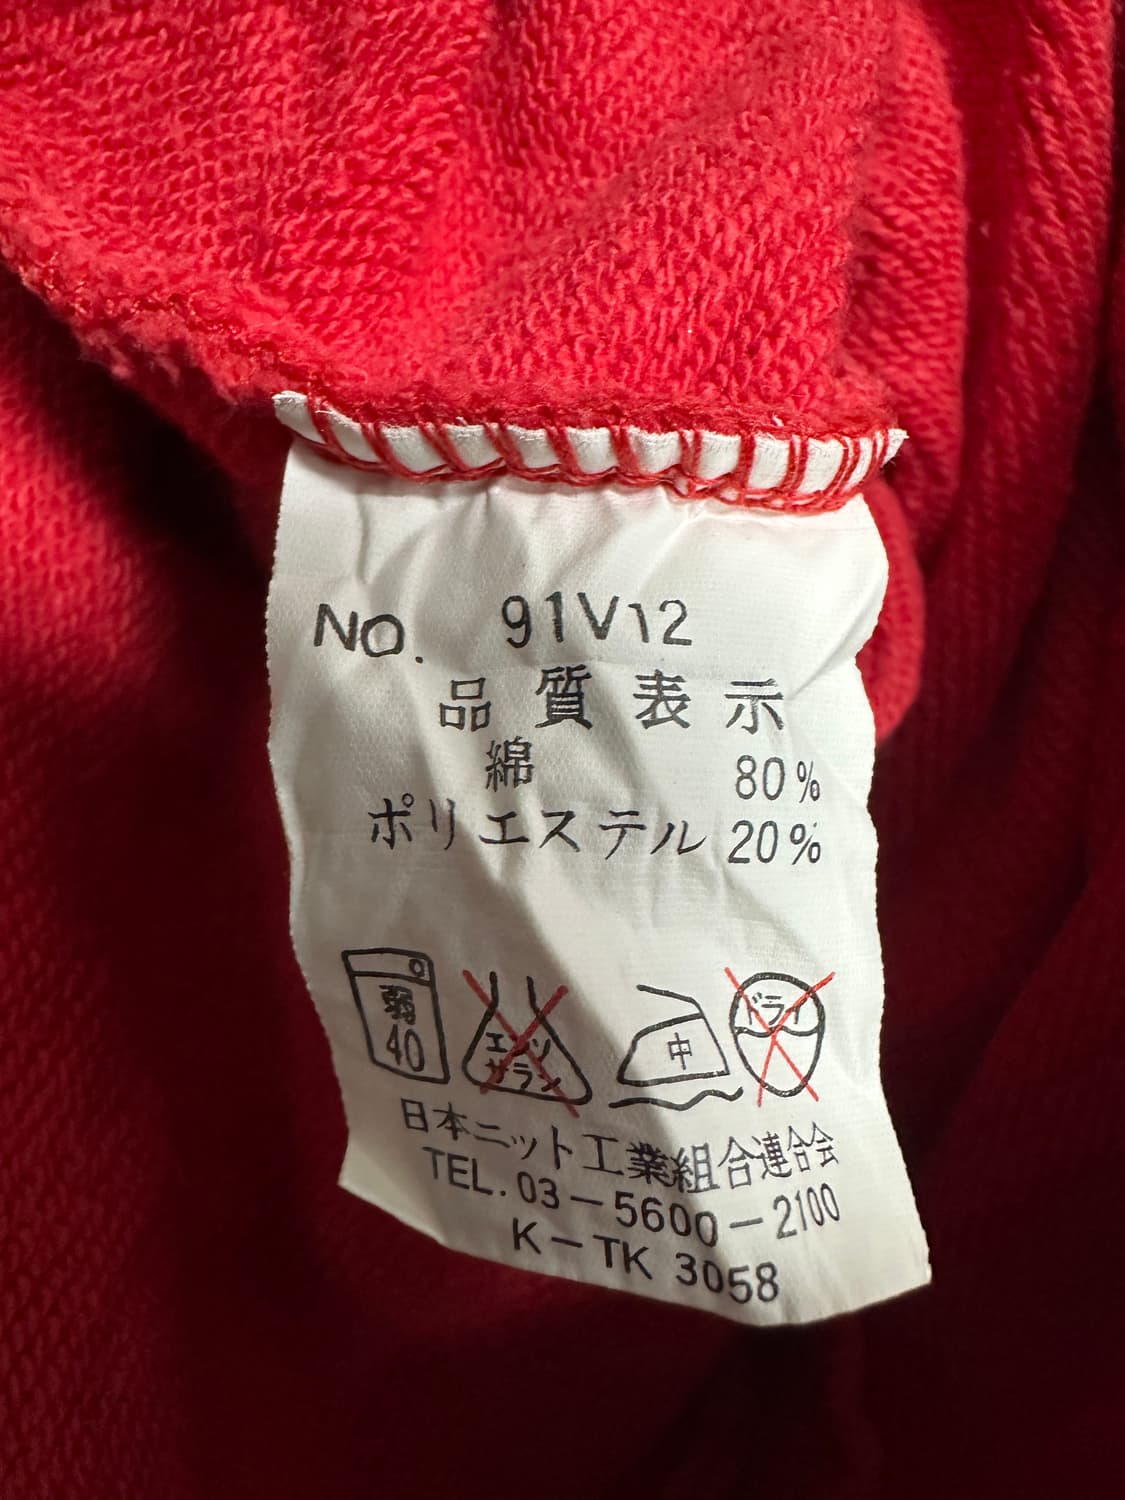 NO. 91V12
品質表示
綿 80%
ポリエステル 20%
弱
40
エンソ
サラシ
中
ドライ
日本ニット工業組合連合会
TEL. 03-5600-2100
K-TK 3058